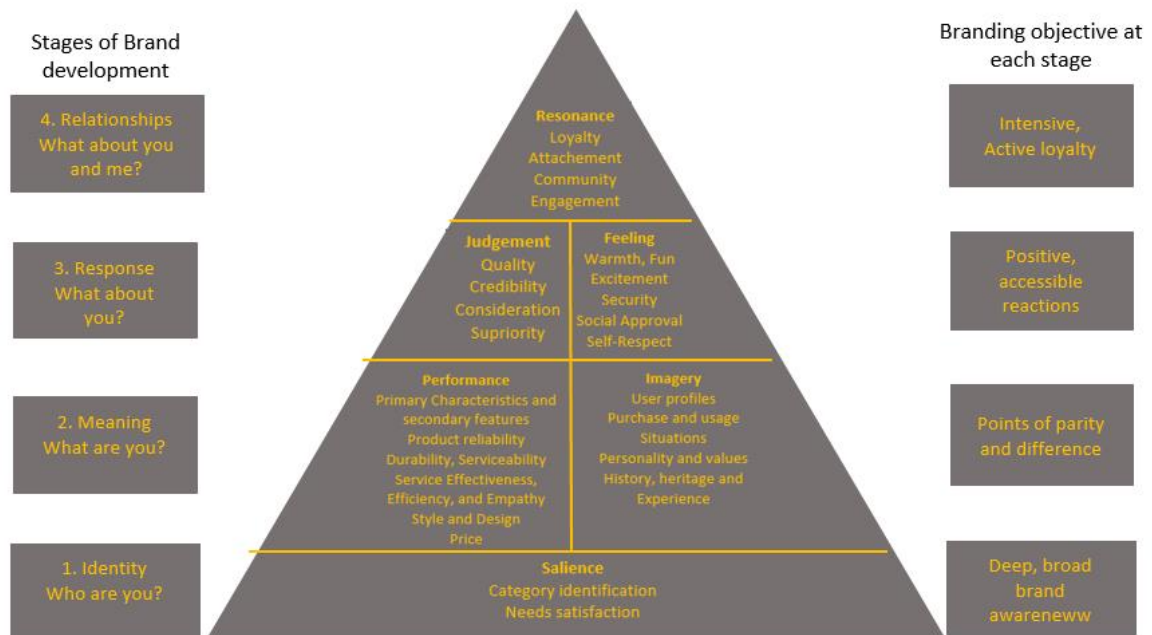 Stages of Brand
development
4. Relationships
What about you
and me?
3. Response
What about
you?
2. Meaning
What are you?
1. Identity
Who are you?
Resonance
Loyalty
Attachement
Community
Engagement
Judgement
Quality
Credibility
Consideration
Supriority
Feeling
Warmth, Fun
Excitement
Security
Social Approval
Self-Respect
Performance
Primary Characteristics and
secondary features
Product reliability
Durability, Serviceability
Service Effectiveness,
Efficiency, and Empathy
Style and Design
Price
Imagery
User profiles
Purchase and usage
Situations
Personality and values
History, heritage and
Experience
Salience
Category identification
Needs satisfaction
Branding objective at
each stage
Intensive,
Active loyalty
Positive,
accessible
reactions
Points of parity
and difference
Deep, broad
brand
awareneww